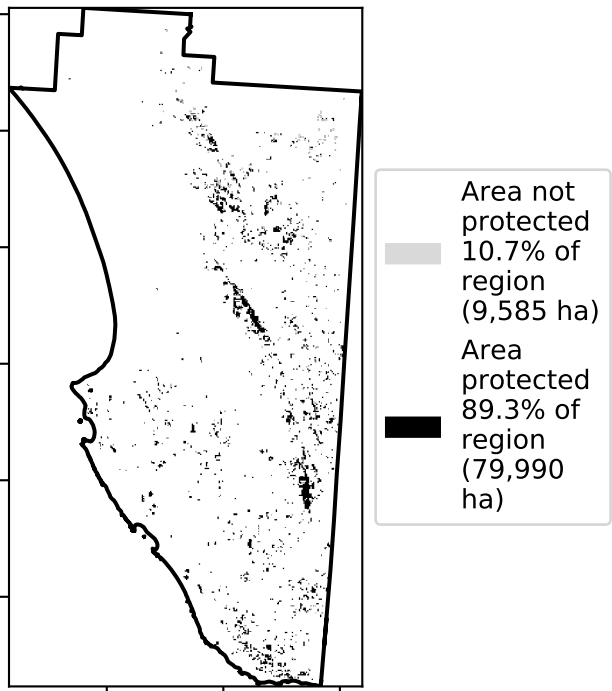 Area not
protected
10.7% of
region
(9,585 ha)
Area
protected
89.3% of
region
(79,990
ha)